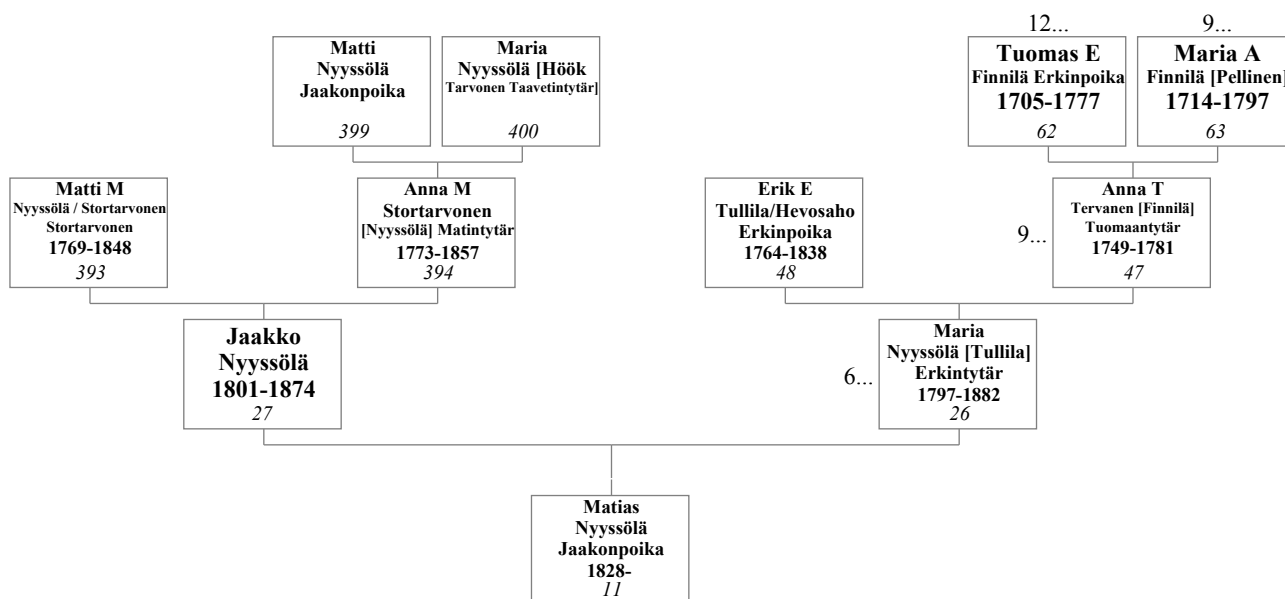 12...
9...
Matti
Nyyssölä
Jaakonpoika
399
Maria
Nyyssölä [Höök
Tarvonen Taavetintytär]
400
Tuomas E
Finnilä Erkinpoika
1705-1777
62
Maria A
Finnilä [Pellinen]
1714-1797
63
Matti M
Nyyssölä / Stortarvonen
Stortarvonen
1769-1848
393
Anna M
Stortarvonen
[Nyyssölä] Matintytär
1773-1857
394
Erik E
Tullila/Hevosaho
Erkinpoika
1764-1838
48
9...
Anna T
Tervanen [Finnilä]
Tuomaantytär
1749-1781
47
Jaakko
Nyyssölä
1801-1874
27
6...
Maria
Nyyssölä [Tullila]
Erkintytär
1797-1882
26
Matias
Nyyssölä
Jaakonpoika
1828-
11